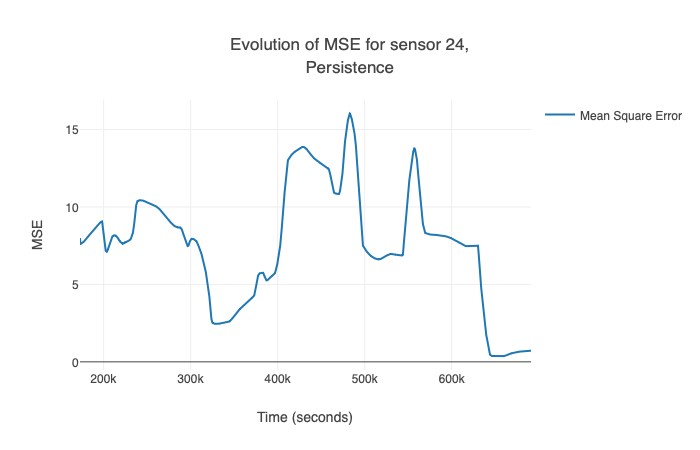 Evolution of MSE for sensor 24,
Persistence
Mean Square Error
MSE
15
10
5
0
200k
300k
400k
500k
600k
Time (seconds)